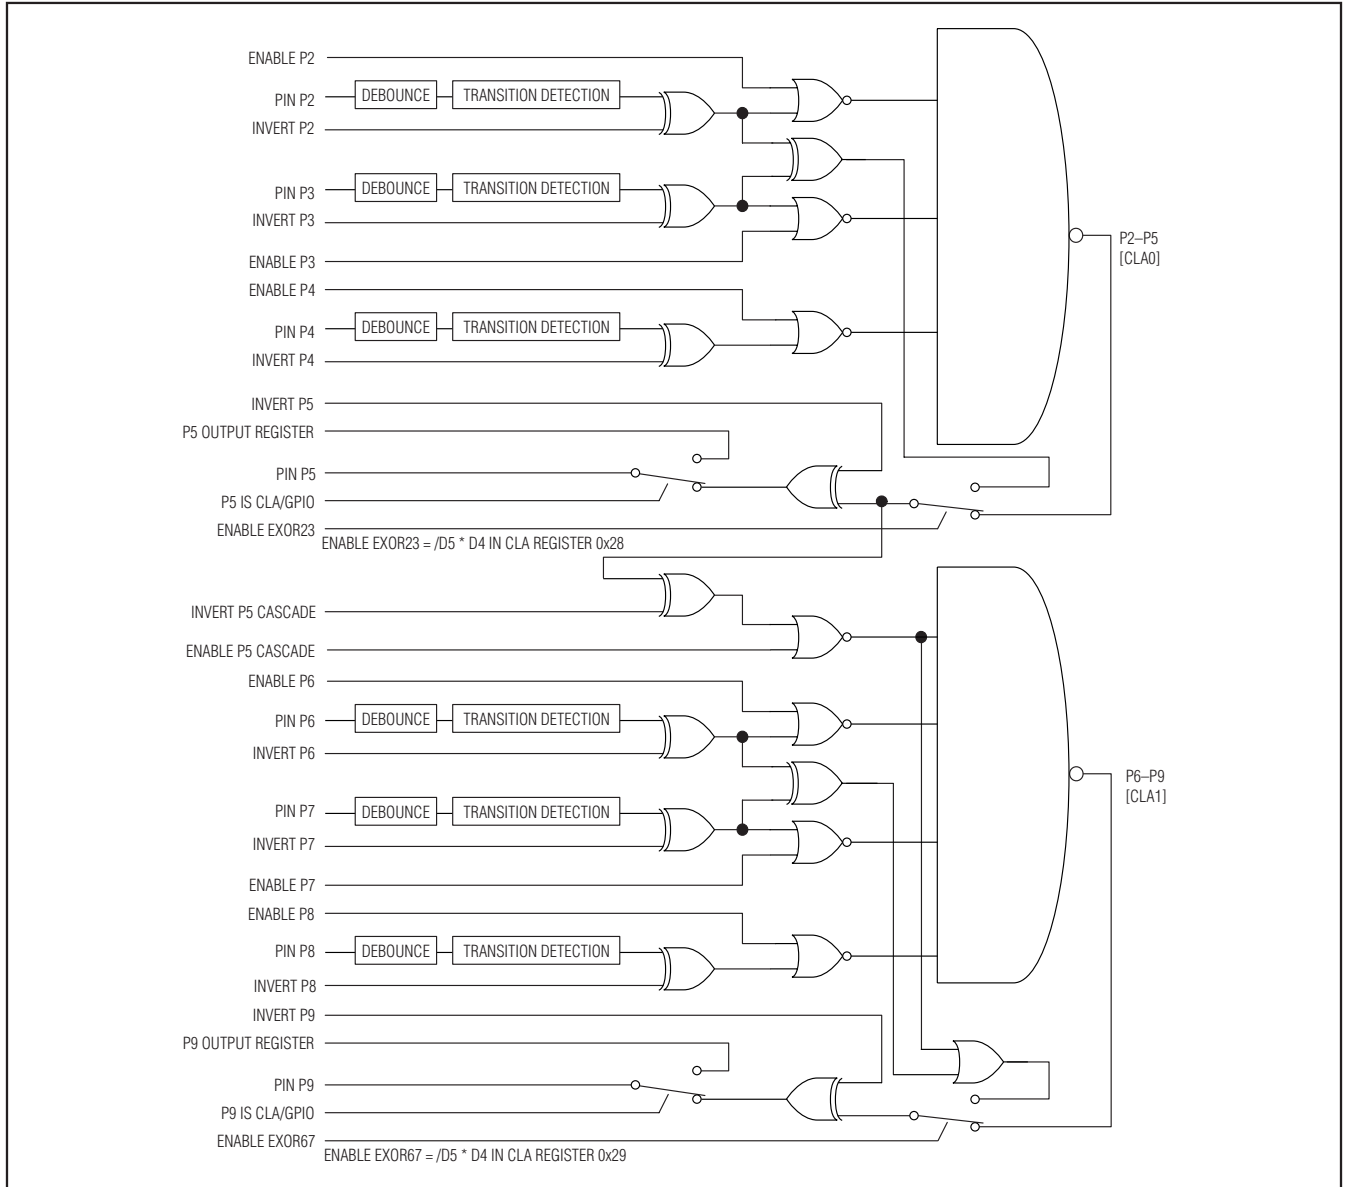 ENABLE P2
PIN P2 DEBOUNCE TRANSITION DETECTION
INVERT P2
PIN P3 DEBOUNCE TRANSITION DETECTION
INVERT P3
P2–P5
[CLA0]
ENABLE P3
ENABLE P4
PIN P4 DEBOUNCE TRANSITION DETECTION
INVERT P4
INVERT P5
P5 OUTPUT REGISTER
PIN P5
P5 IS CLA/GPIO
ENABLE EXOR23
ENABLE EXOR23 = /D5 * D4 IN CLA REGISTER 0x28
INVERT P5 CASCADE
ENABLE P5 CASCADE
ENABLE P6
PIN P6 DEBOUNCE TRANSITION DETECTION
INVERT P6
P6–P9
[CLA1]
PIN P7 DEBOUNCE TRANSITION DETECTION
INVERT P7
ENABLE P7
ENABLE P8
PIN P8 DEBOUNCE TRANSITION DETECTION
INVERT P8
INVERT P9
P9 OUTPUT REGISTER
PIN P9
P9 IS CLA/GPIO
ENABLE EXOR67
ENABLE EXOR67 = /D5 * D4 IN CLA REGISTER 0x29